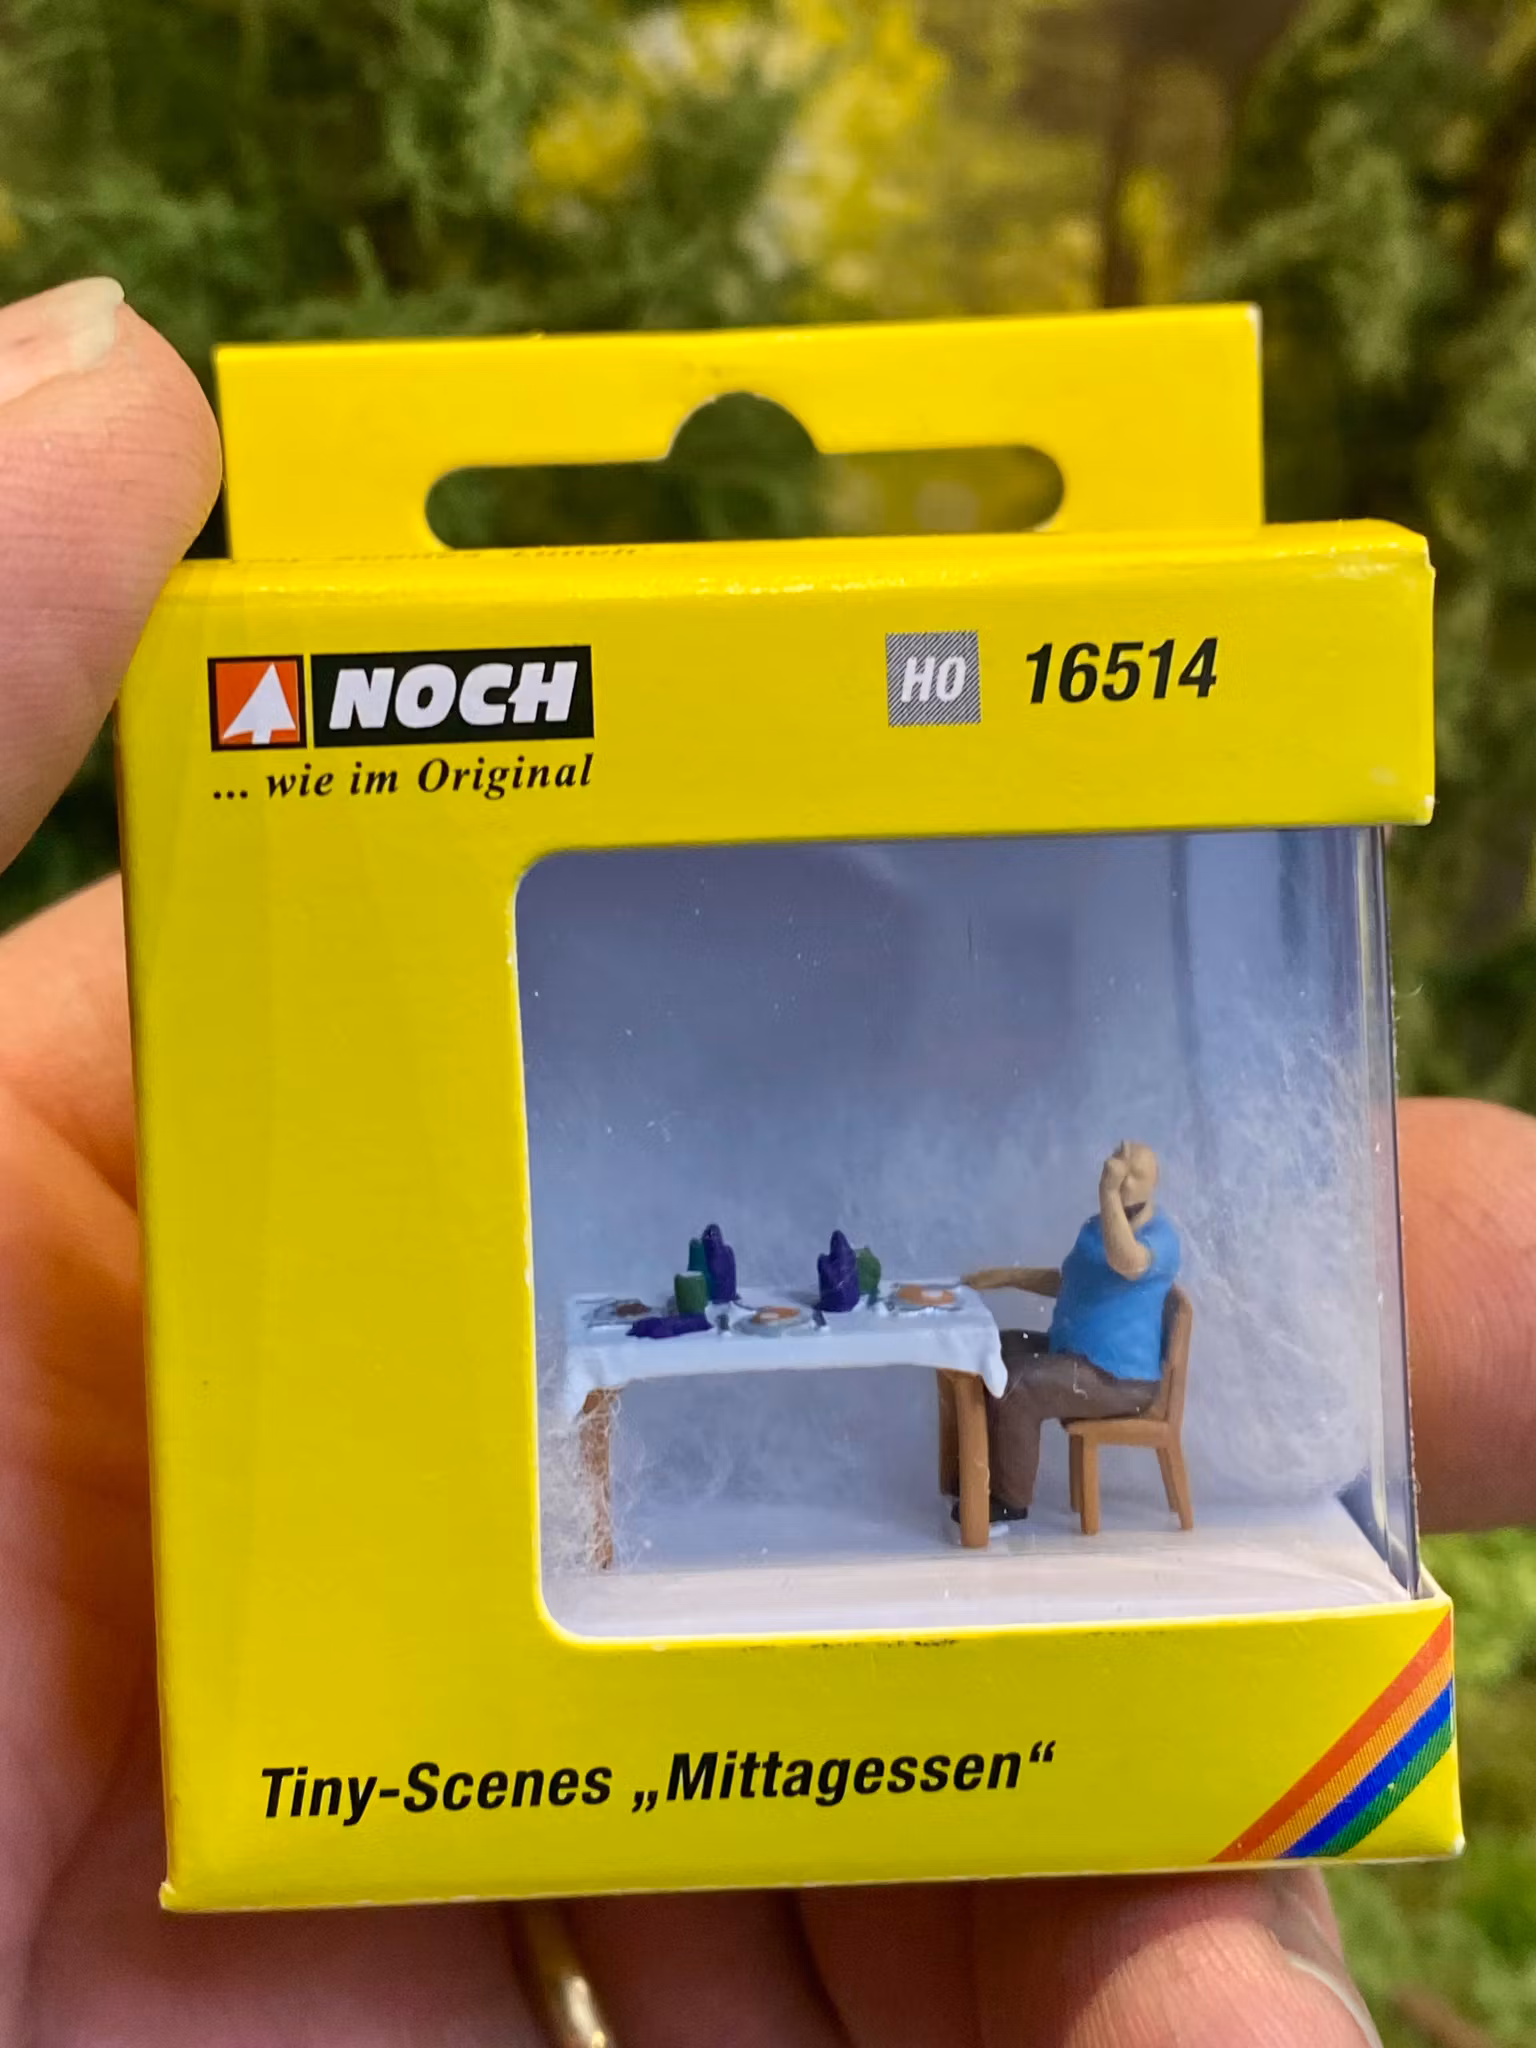 NOCH
... wie im Original
H0 16514
Tiny-Scenes „Mittagessen“